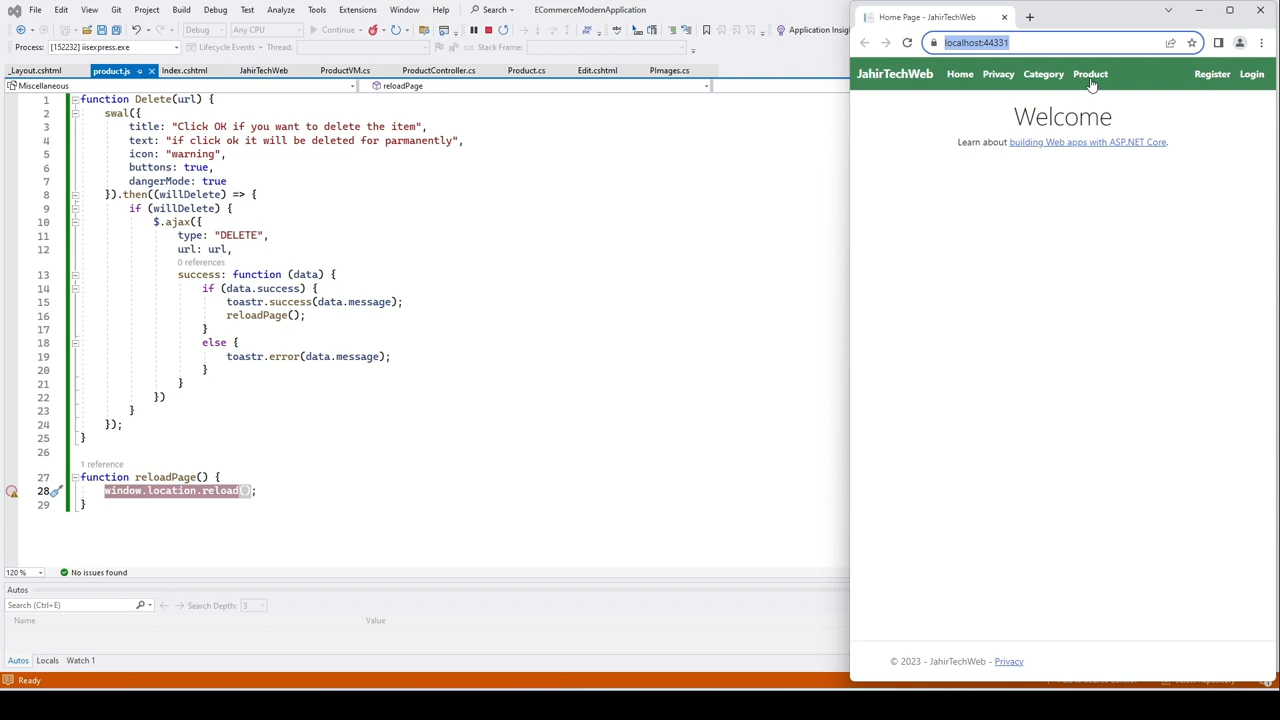 File Edit View Git Project Build Debug Test Analyze Tools Extensions Window Help Search ECommerceModernApplication
Debug Any CPU Continue Application Insigh
Process: [152232] iisexpress.exe Lifecycle Events Thread: Stack Frame:
_Layout.cshtml product.js Index.cshtml JahirTechWeb ProductVM.cs ProductController.cs Product.cs Edit.cshtml PImages.cs
Miscellaneous reloadPage
1 function Delete(url) {
2 swal({
3 title: "Click OK if you want to delete the item",
4 text: "if click ok it will be deleted for parmanently",
5 icon: "warning",
6 buttons: true,
7 dangerMode: true
8 }).then((willDelete) => {
9 if (willDelete) {
10 $.ajax({
11 type: "DELETE",
12 url: url,
0 references
13 success: function (data) {
14 if (data.success) {
15 toastr.success(data.message);
16 reloadPage();
17 }
18 else {
19 toastr.error(data.message);
20 }
21 }
22 })
23 }
24 });
25 }
26
1 reference
27 function reloadPage() {
28 window.location.reload();
29 }
120 % No issues found
Autos
Search (Ctrl+E) Search Depth: 3
Name Value
Autos Locals Watch 1
Ready
Home Page - JahirTechWeb
localhost:44331
JahirTechWeb Home Privacy Category Product Register Login
Welcome
Learn about building Web apps with ASP.NET Core.
© 2023 - JahirTechWeb - Privacy